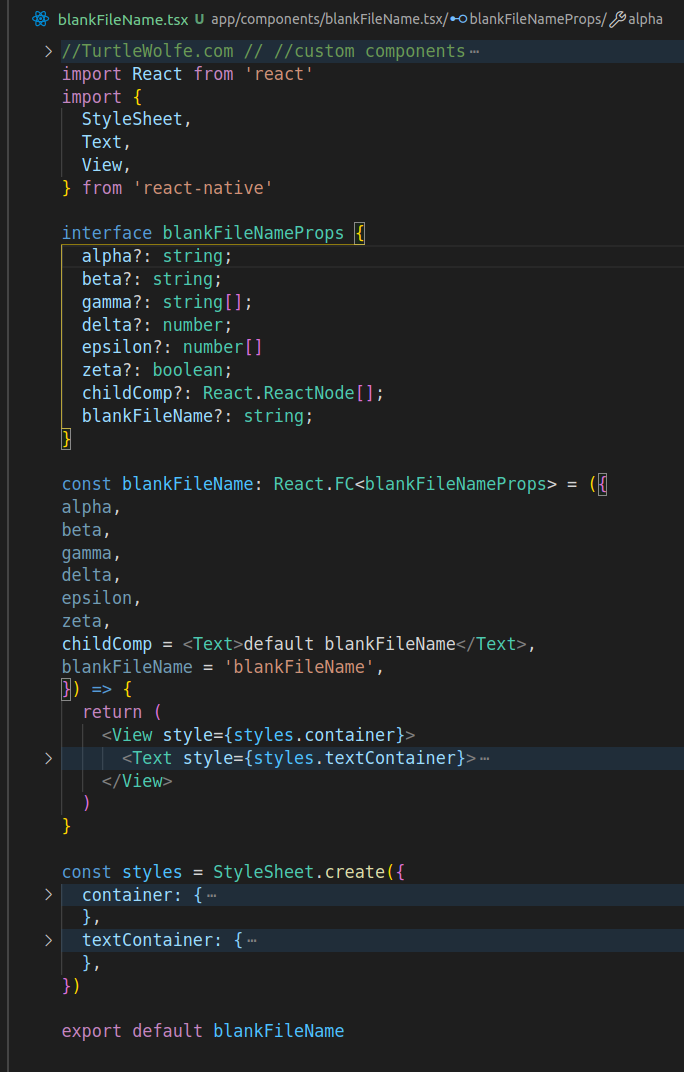 blankFileName.tsx U app/components/blankFileName.tsx/blankFileNameProps/alpha
//TurtleWolfe.com // //custom components…
import React from 'react'
import {
  StyleSheet,
  Text,
  View,
} from 'react-native'

interface blankFileNameProps {
  alpha?: string;
  beta?: string;
  gamma?: string[];
  delta?: number;
  epsilon?: number[]
  zeta?: boolean;
  childComp?: React.ReactNode[];
  blankFileName?: string;
}

const blankFileName: React.FC<blankFileNameProps> = ({
alpha,
beta,
gamma,
delta,
epsilon,
zeta,
childComp = <Text>default blankFileName</Text>,
blankFileName = 'blankFileName',
}) => {
  return (
    <View style={styles.container}>
      <Text style={styles.textContainer}>…
    </View>
  )
}

const styles = StyleSheet.create({
  container: {…
  },
  textContainer: {…
  },
})

export default blankFileName